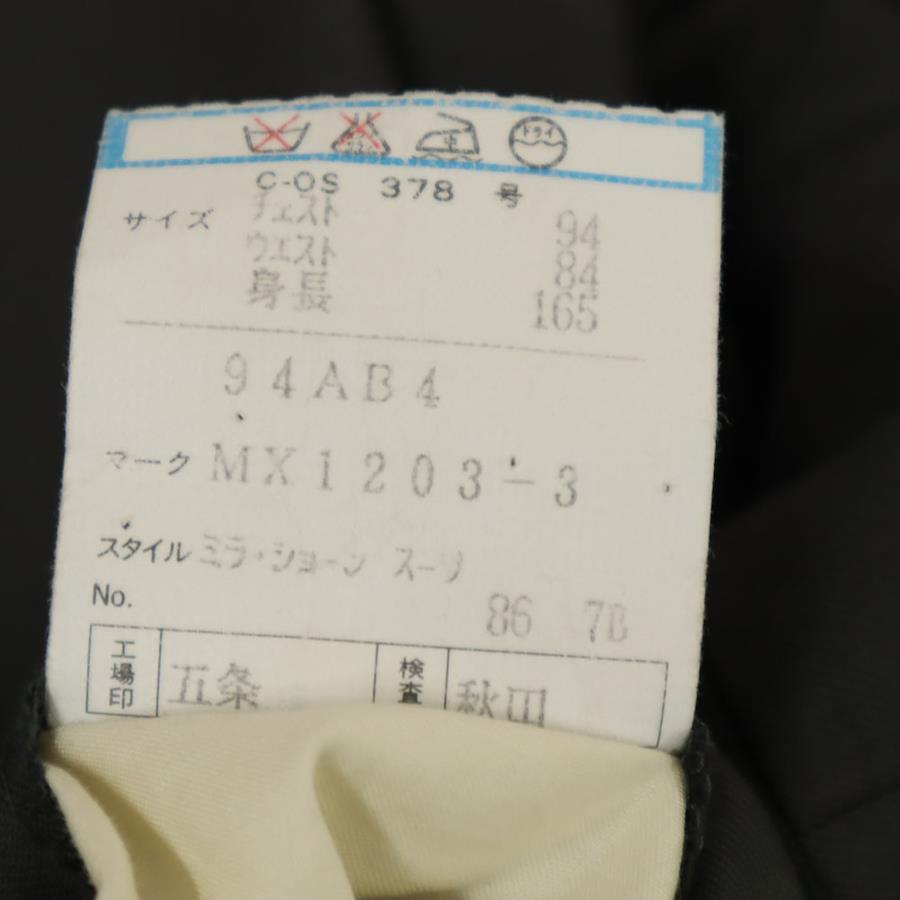 ドライ
中
C-OS 378 号
サイズ チェスト 94
ウエスト 84
身長 165
94AB4
マーク MX1203-3
スタイル ミラ・ショーン スーツ
No. 86 7B
工場印 五条 検査 秋田